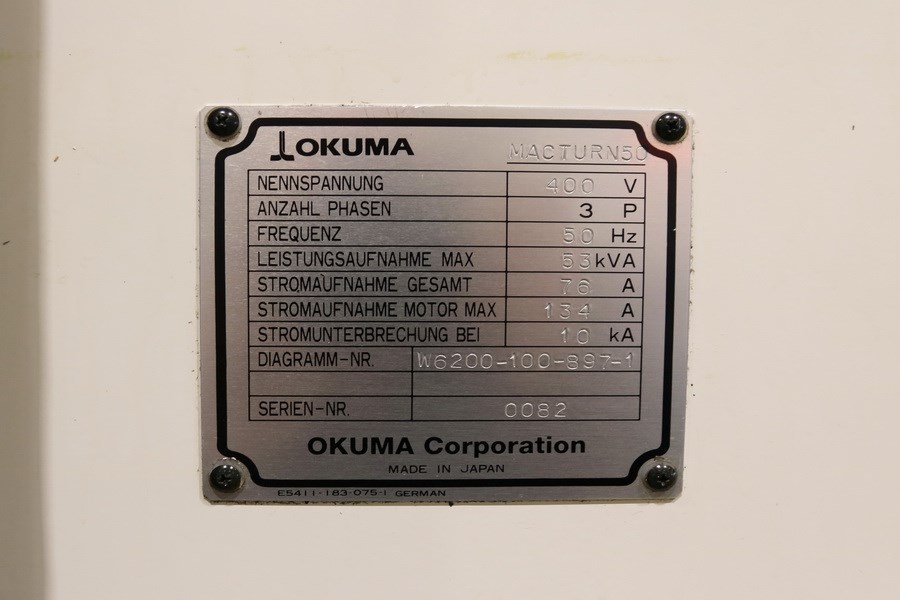 OKUMA MACTURN50
NENNSPANNUNG 400 V
ANZAHL PHASEN 3 P
FREQUENZ 50 Hz
LEISTUNGSAUFNAHME MAX 53 kVA
STROMAUFNAHME GESAMT 76 A
STROMAUFNAHME MOTOR MAX 134 A
STROMUNTERBRECHUNG BEI 10 kA
DIAGRAMM-NR. W6200-100-897-1
SERIEN-NR. 0082
OKUMA Corporation
MADE IN JAPAN
E5411-183-075-1 GERMAN